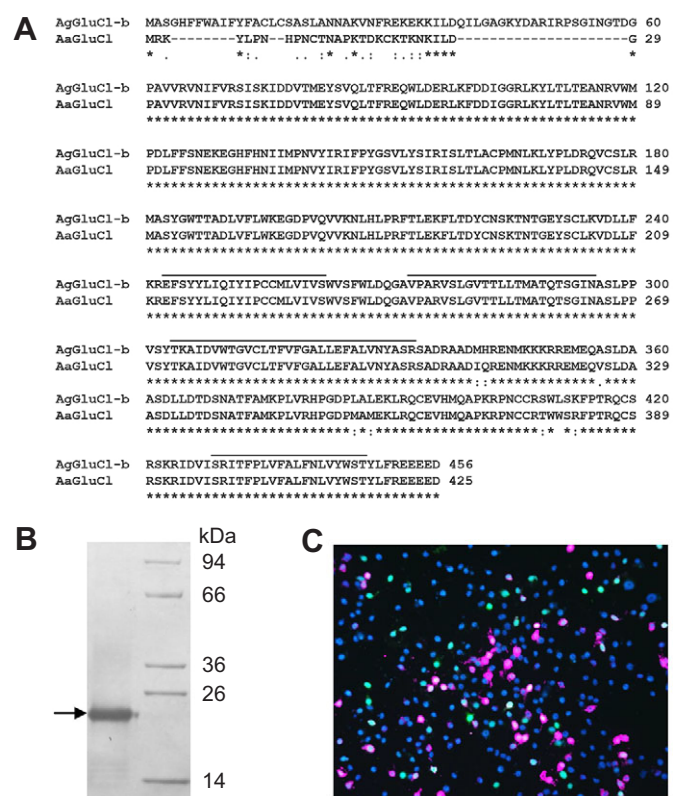 A
AgGluCl-b MASGHFFWAIFYFACLCSASLANNAKVNFREKEKKILDQILGAGKYDARIRPSGINGTDG 60
AaGluCl MRK-------YLPN--HPNCTNAPKTDKCKTKNKILD---------------------G 29
* . *:. .. .*.*. : .::****
AgGluCl-b PAVVRVNIFVRSISKIDDVTMEYSVQLTFREQWLDERLKFDDIGGRLKYLTLTEANRVWM 120
AaGluCl PAVVRVNIFVRSISKIDDVTMEYSVQLTFREQWLDERLKFDDIGGRLKYLTLTEANRVWM 89
************************************************************
AgGluCl-b PDLFFSNEKEGHFHNIIMPNVYIRIFPYGSVLYSIRISLTLACPMNLKLYPLDRQVCSLR 180
AaGluCl PDLFFSNEKEGHFHNIIMPNVYIRIFPYGSVLYSIRISLTLACPMNLKLYPLDRQVCSLR 149
************************************************************
AgGluCl-b MASYGWTTADLVFLWKEGDPVQVVKNLHLPRFTLEKFLTDYCNSKTNTGEYSCLKVDLLF 240
AaGluCl MASYGWTTADLVFLWKEGDPVQVVKNLHLPRFTLEKFLTDYCNSKTNTGEYSCLKVDLLF 209
************************************************************
AgGluCl-b KREFSYYLIQIYIPCCMLVIVSWVSFWLDQGAVPARVSLGVTTLLTMATQTSGINASLPP 300
AaGluCl KREFSYYLIQIYIPCCMLVIVSWVSFWLDQGAVPARVSLGVTTLLTMATQTSGINASLPP 269
************************************************************
AgGluCl-b VSYTKAIDVWTGVCLTFVFGALLEFALVNYASRSADRAADMHRENMKKKRREMEQASLDA 360
AaGluCl VSYTKAIDVWTGVCLTFVFGALLEFALVNYASRSADRAADIQRENMKKKRREMEQVSLDA 329
****************************************::*************.****
AgGluCl-b ASDLLDTDSNATFAMKPLVRHPGDPLALEKLRQCEVHMQAPKRPNCCRSWLSKFPTRQCS 420
AaGluCl ASDLLDTDSNATFAMKPLVRHPGDPMAMEKLRQCEVHMQAPKRPNCCRTWWSRFPTRQCS 389
*************************:*:********************:* *:*******
AgGluCl-b RSKRIDVISRITFPLVFALFNLVYWSTYLFREEEED 456
AaGluCl RSKRIDVISRITFPLVFALFNLVYWSTYLFREEEED 425
************************************
B
kDa
94
66
36
26
14
C